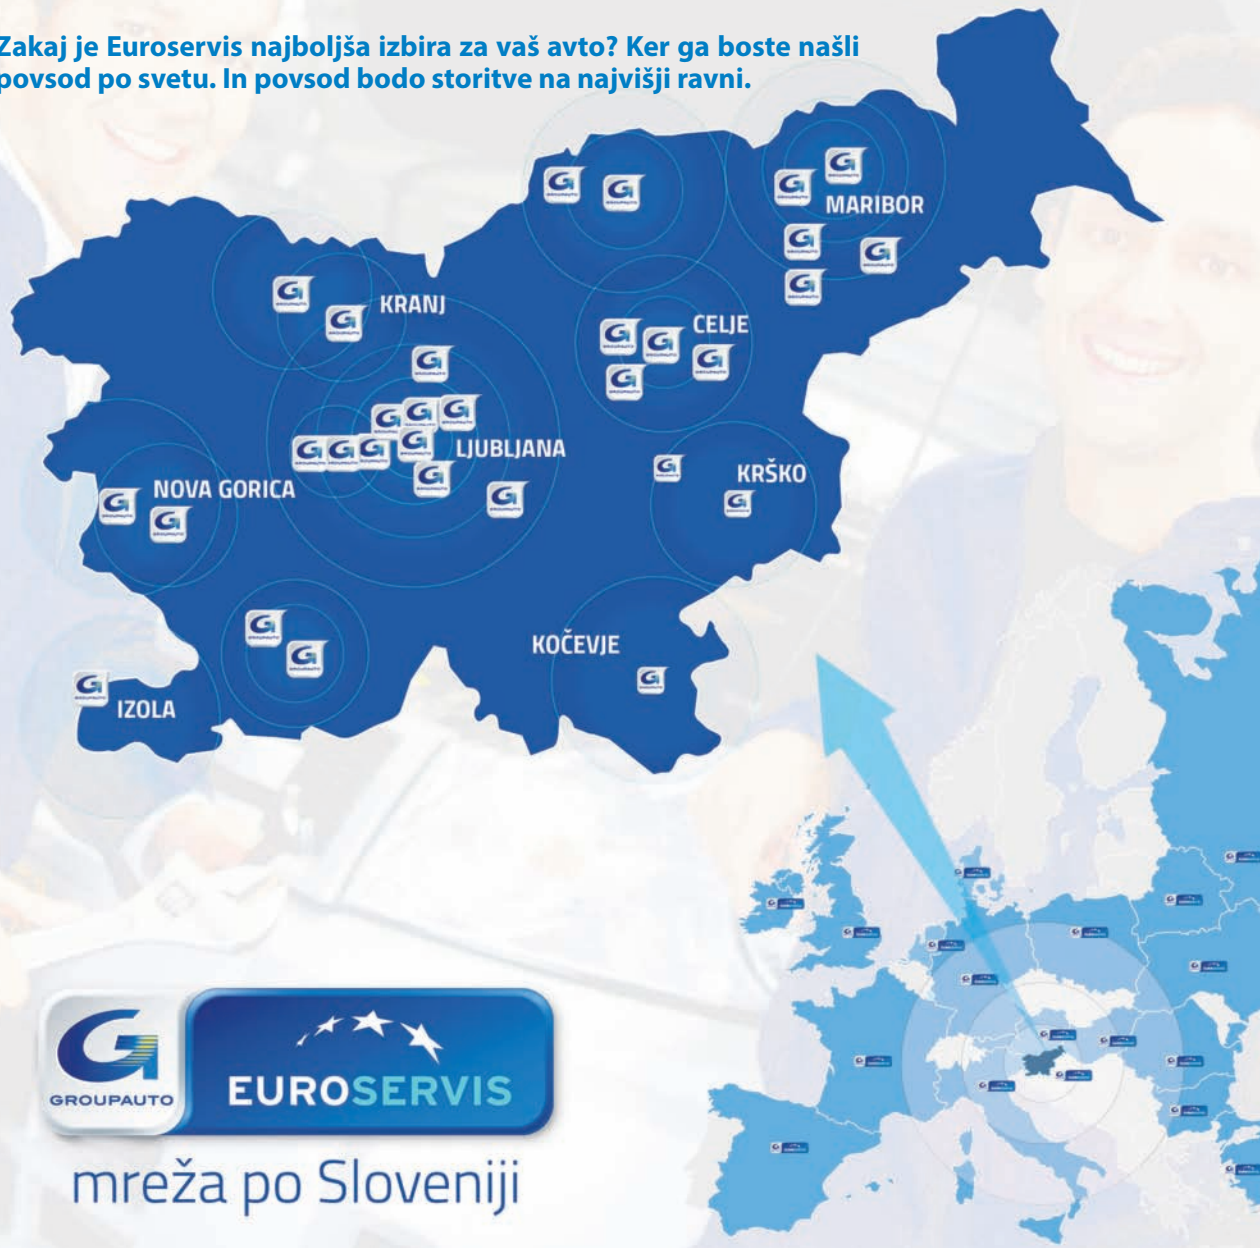 Zakaj je Euroservis najboljša izbira za vaš avto? Ker ga boste našli
povsod po svetu. In povsod bodo storitve na najvišji ravni.
MARIBOR
KRANJ
CELJE
LJUBLJANA
KRŠKO
NOVA GORICA
KOČEVJE
IZOLA
GROUPAUTO
EUROSERVIS
mreža po Sloveniji